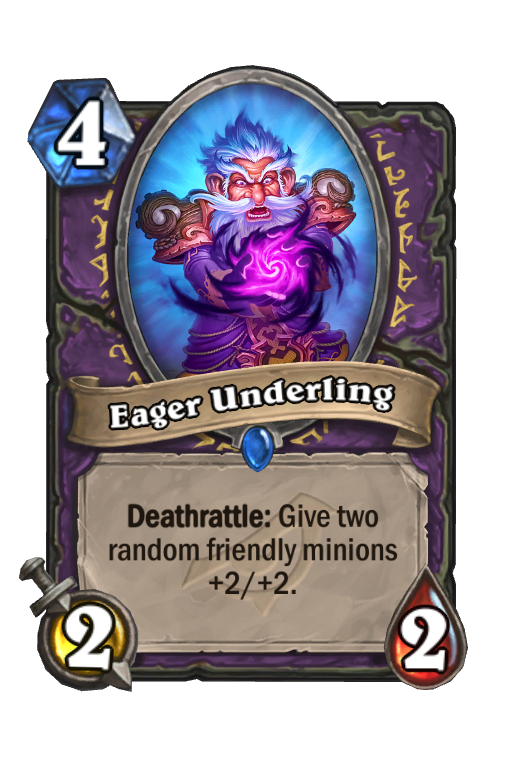 4
Eager Underling
Deathrattle: Give two
random friendly minions
+2/+2.
2
2